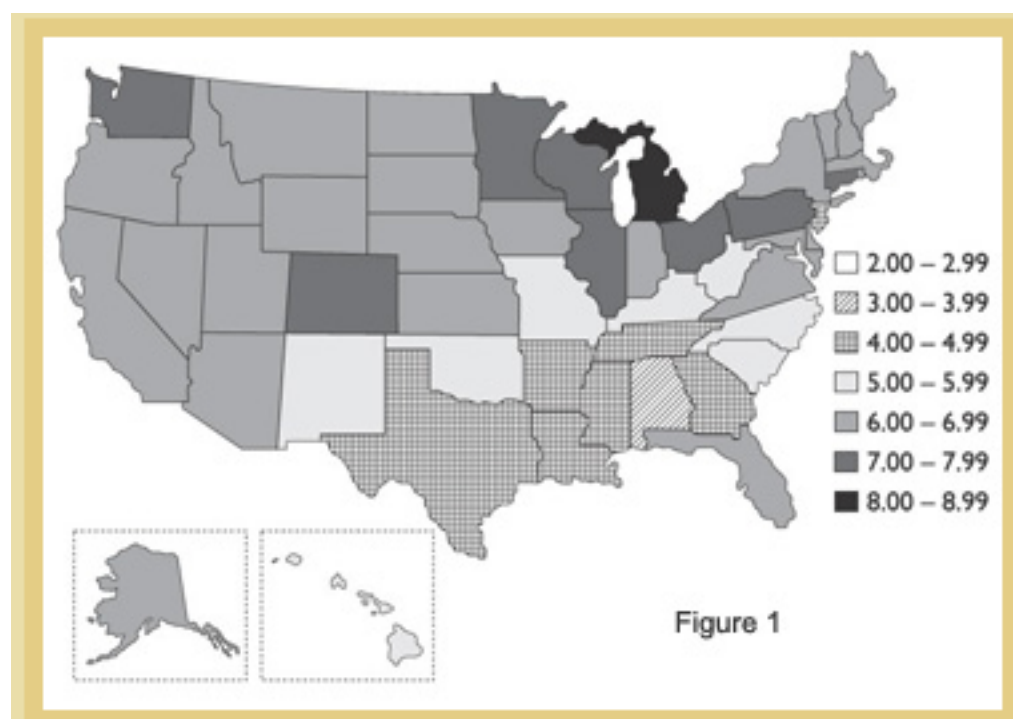 2.00 – 2.99
3.00 – 3.99
4.00 – 4.99
5.00 – 5.99
6.00 – 6.99
7.00 – 7.99
8.00 – 8.99
Figure 1